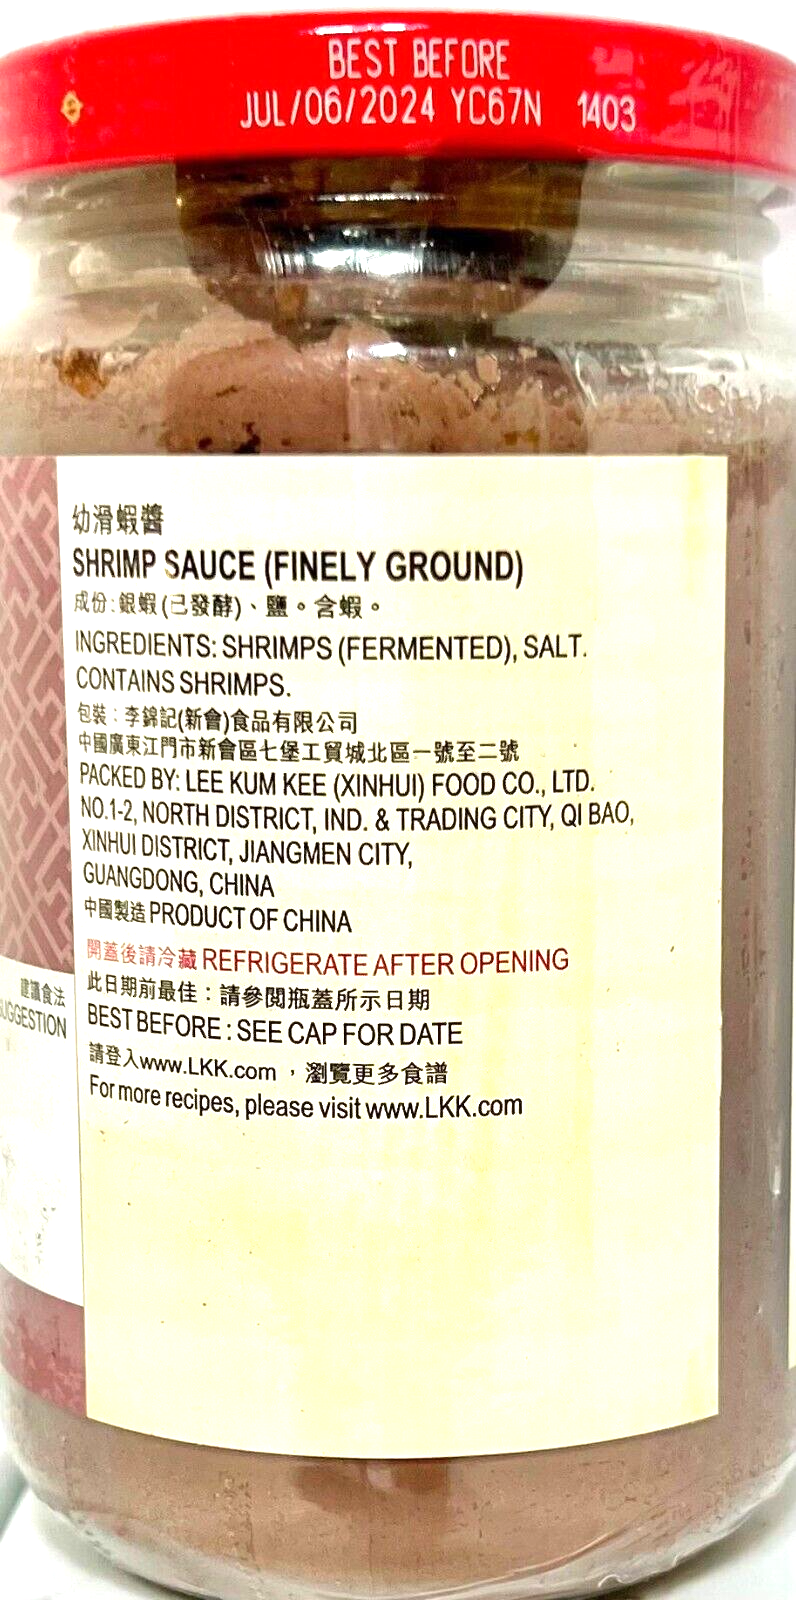 BEST BEFORE
JUL/06/2024 YC67N 1403
幼滑蝦醬
SHRIMP SAUCE (FINELY GROUND)
成份:銀蝦(已發酵)、鹽。含蝦。
INGREDIENTS: SHRIMPS (FERMENTED), SALT.
CONTAINS SHRIMPS.
包裝：李錦記(新會)食品有限公司
中國廣東江門市新會區七堡工貿城北區一號至二號
PACKED BY: LEE KUM KEE (XINHUI) FOOD CO., LTD.
NO.1-2, NORTH DISTRICT, IND. & TRADING CITY, QI BAO,
XINHUI DISTRICT, JIANGMEN CITY,
GUANGDONG, CHINA
中國製造 PRODUCT OF CHINA
開蓋後請冷藏 REFRIGERATE AFTER OPENING
此日期前最佳：請參閱瓶蓋所示日期
BEST BEFORE : SEE CAP FOR DATE
請登入www.LKK.com ，瀏覽更多食譜
For more recipes, please visit www.LKK.com
建議食法
UGGESTION